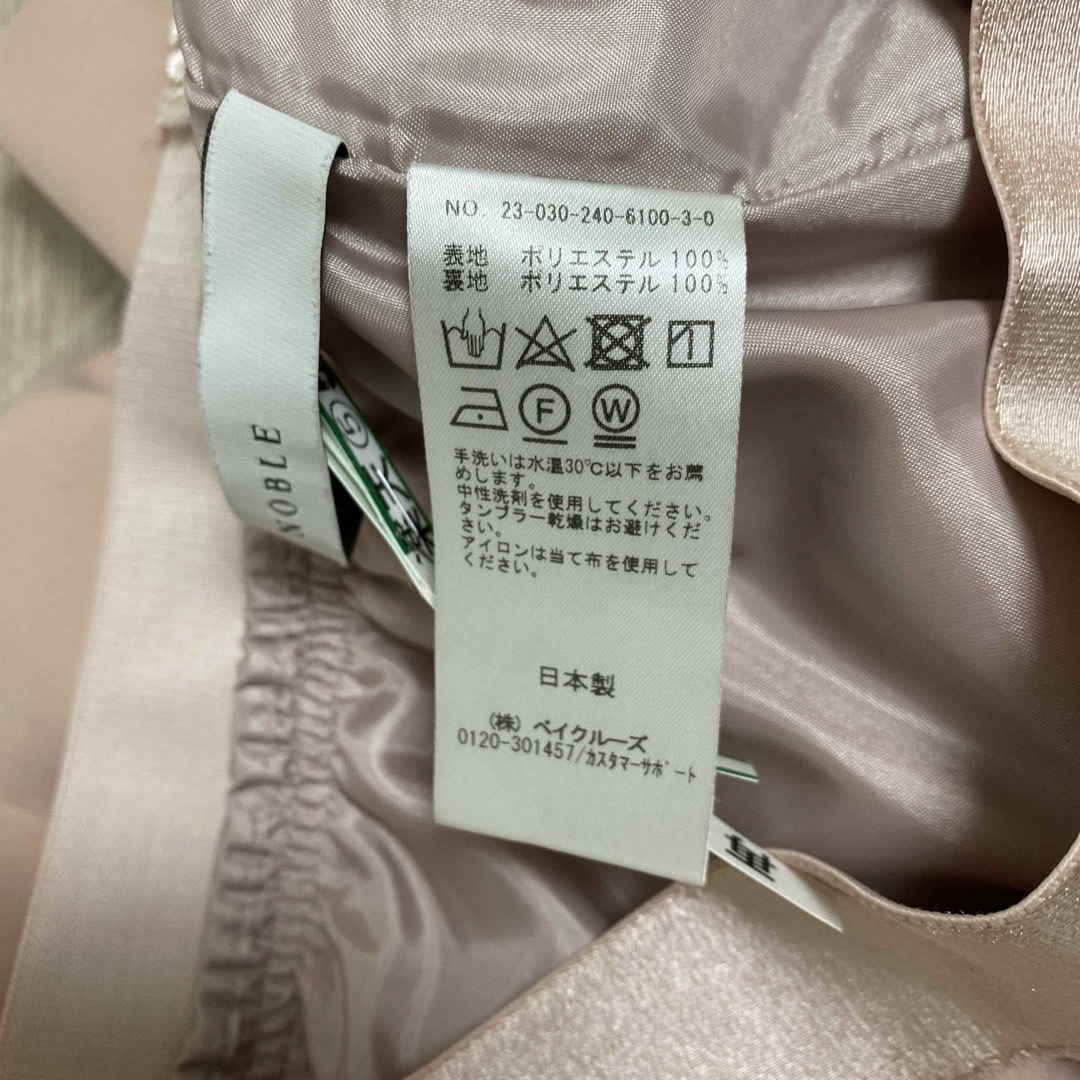 NO. 23-030-240-6100-3-0
表地 ポリエステル 100%
裏地 ポリエステル 100%
F W
手洗いは水温30℃以下をお薦
めします。
中性洗剤を使用してください。
タンブラー乾燥はお避けくだ
さい。
アイロンは当て布を使用して
ください。
日本製
(株) ベイクルーズ
0120-301457/カスタマーサポート
NOBLE